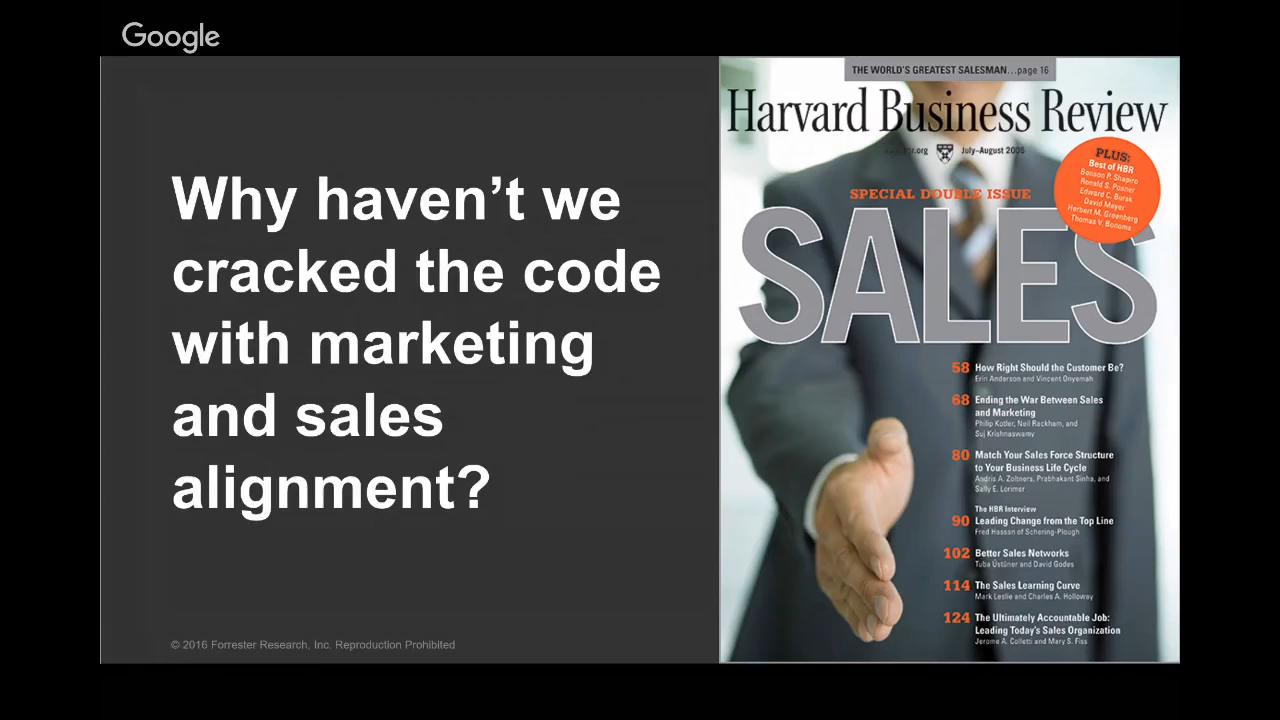 Google
Why haven't we
cracked the code
with marketing
and sales
alignment?
© 2016 Forrester Research, Inc. Reproduction Prohibited
THE WORLD'S GREATEST SALESMAN...page 16
Harvard Business Review
July–August 2006
PLUS:
Best of HBR
Benson P. Shapiro
Ronald S. Posner
Edward C. Bursk
David Mayer
Herbert M. Greenberg
Thomas V. Bonoma
SPECIAL DOUBLE ISSUE
SALES
58 How Right Should the Customer Be?
Erin Anderson and Vincent Onyemah
68 Ending the War Between Sales
and Marketing
Philip Kotler, Neil Rackham, and
Suj Krishnaswamy
80 Match Your Sales Force Structure
to Your Business Life Cycle
Andris A. Zoltners, Prabhakant Sinha, and
Sally E. Lorimer
The HBR Interview
90 Leading Change from the Top Line
Fred Hassan of Schering-Plough
102 Better Sales Networks
Tuba Üstüner and David Godes
114 The Sales Learning Curve
Mark Leslie and Charles A. Holloway
124 The Ultimately Accountable Job:
Leading Today's Sales Organization
Jerome A. Colletti and Mary S. Fiss